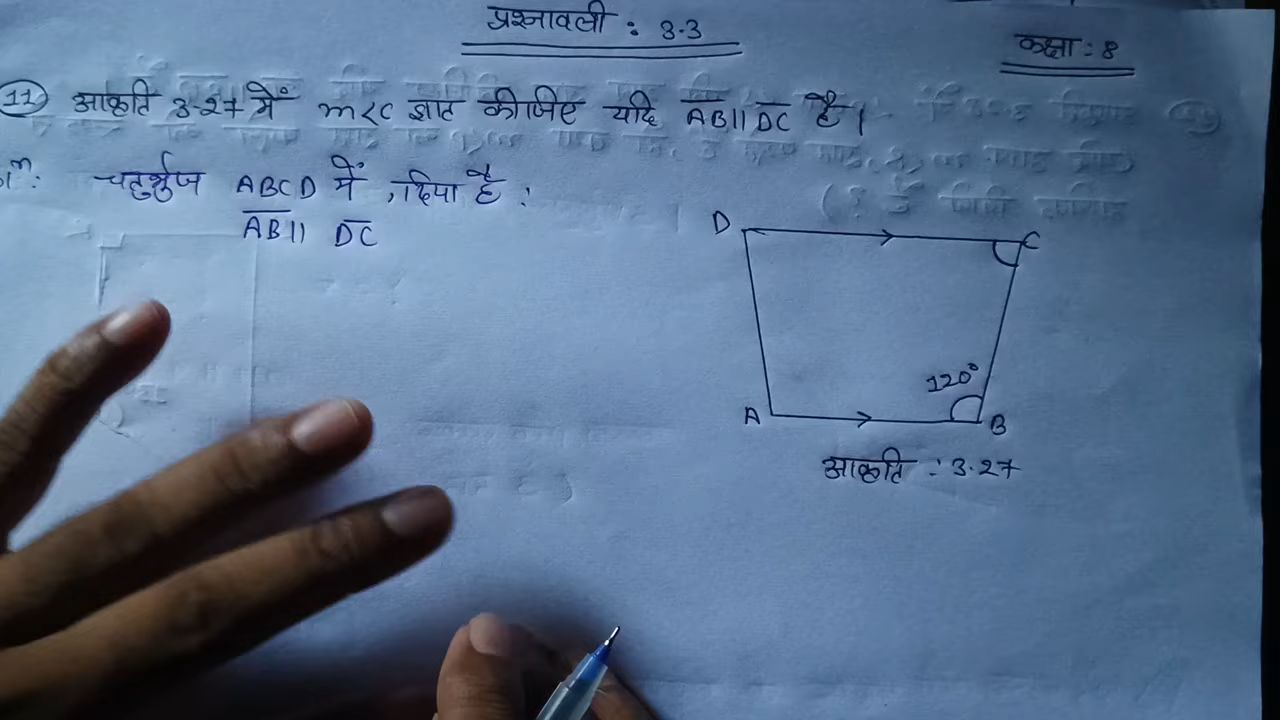 प्रश्नावली : 3.3
कक्षा : 8
11 आकृति 3.27 में m<C ज्ञात कीजिए यदि AB || DC है।
चतुर्भुज ABCD में, दिया है :
AB || DC
D
C
120°
A
B
आकृति : 3.27